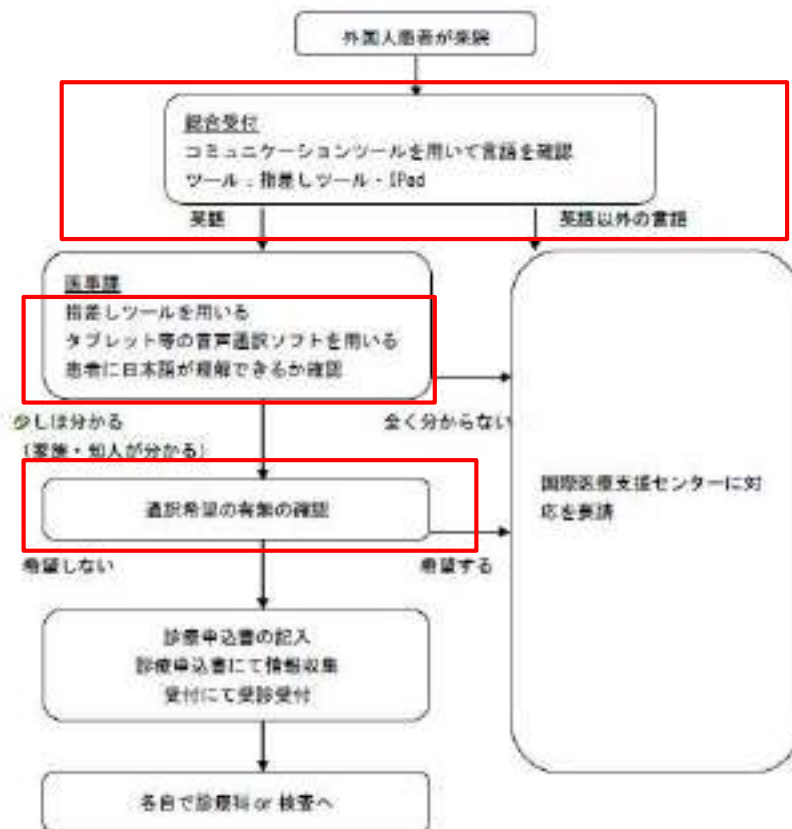 外国人患者が来院
総合受付
コミュニケーションツールを用いて言語を確認
ツール：指差しツール・iPad
英語
英語以外の言語
医事課
指差しツールを用いる
タブレット等の音声通訳ソフトを用いる
患者に日本語が理解できるか確認
少しは分かる
（家族・知人が分かる）
全く分からない
国際医療支援センターに対
応を要請
通訳希望の有無の確認
希望しない
希望する
診療申込書の記入
診療申込書にて情報収集
受付にて受診受付
各自で診療科 or 検査へ